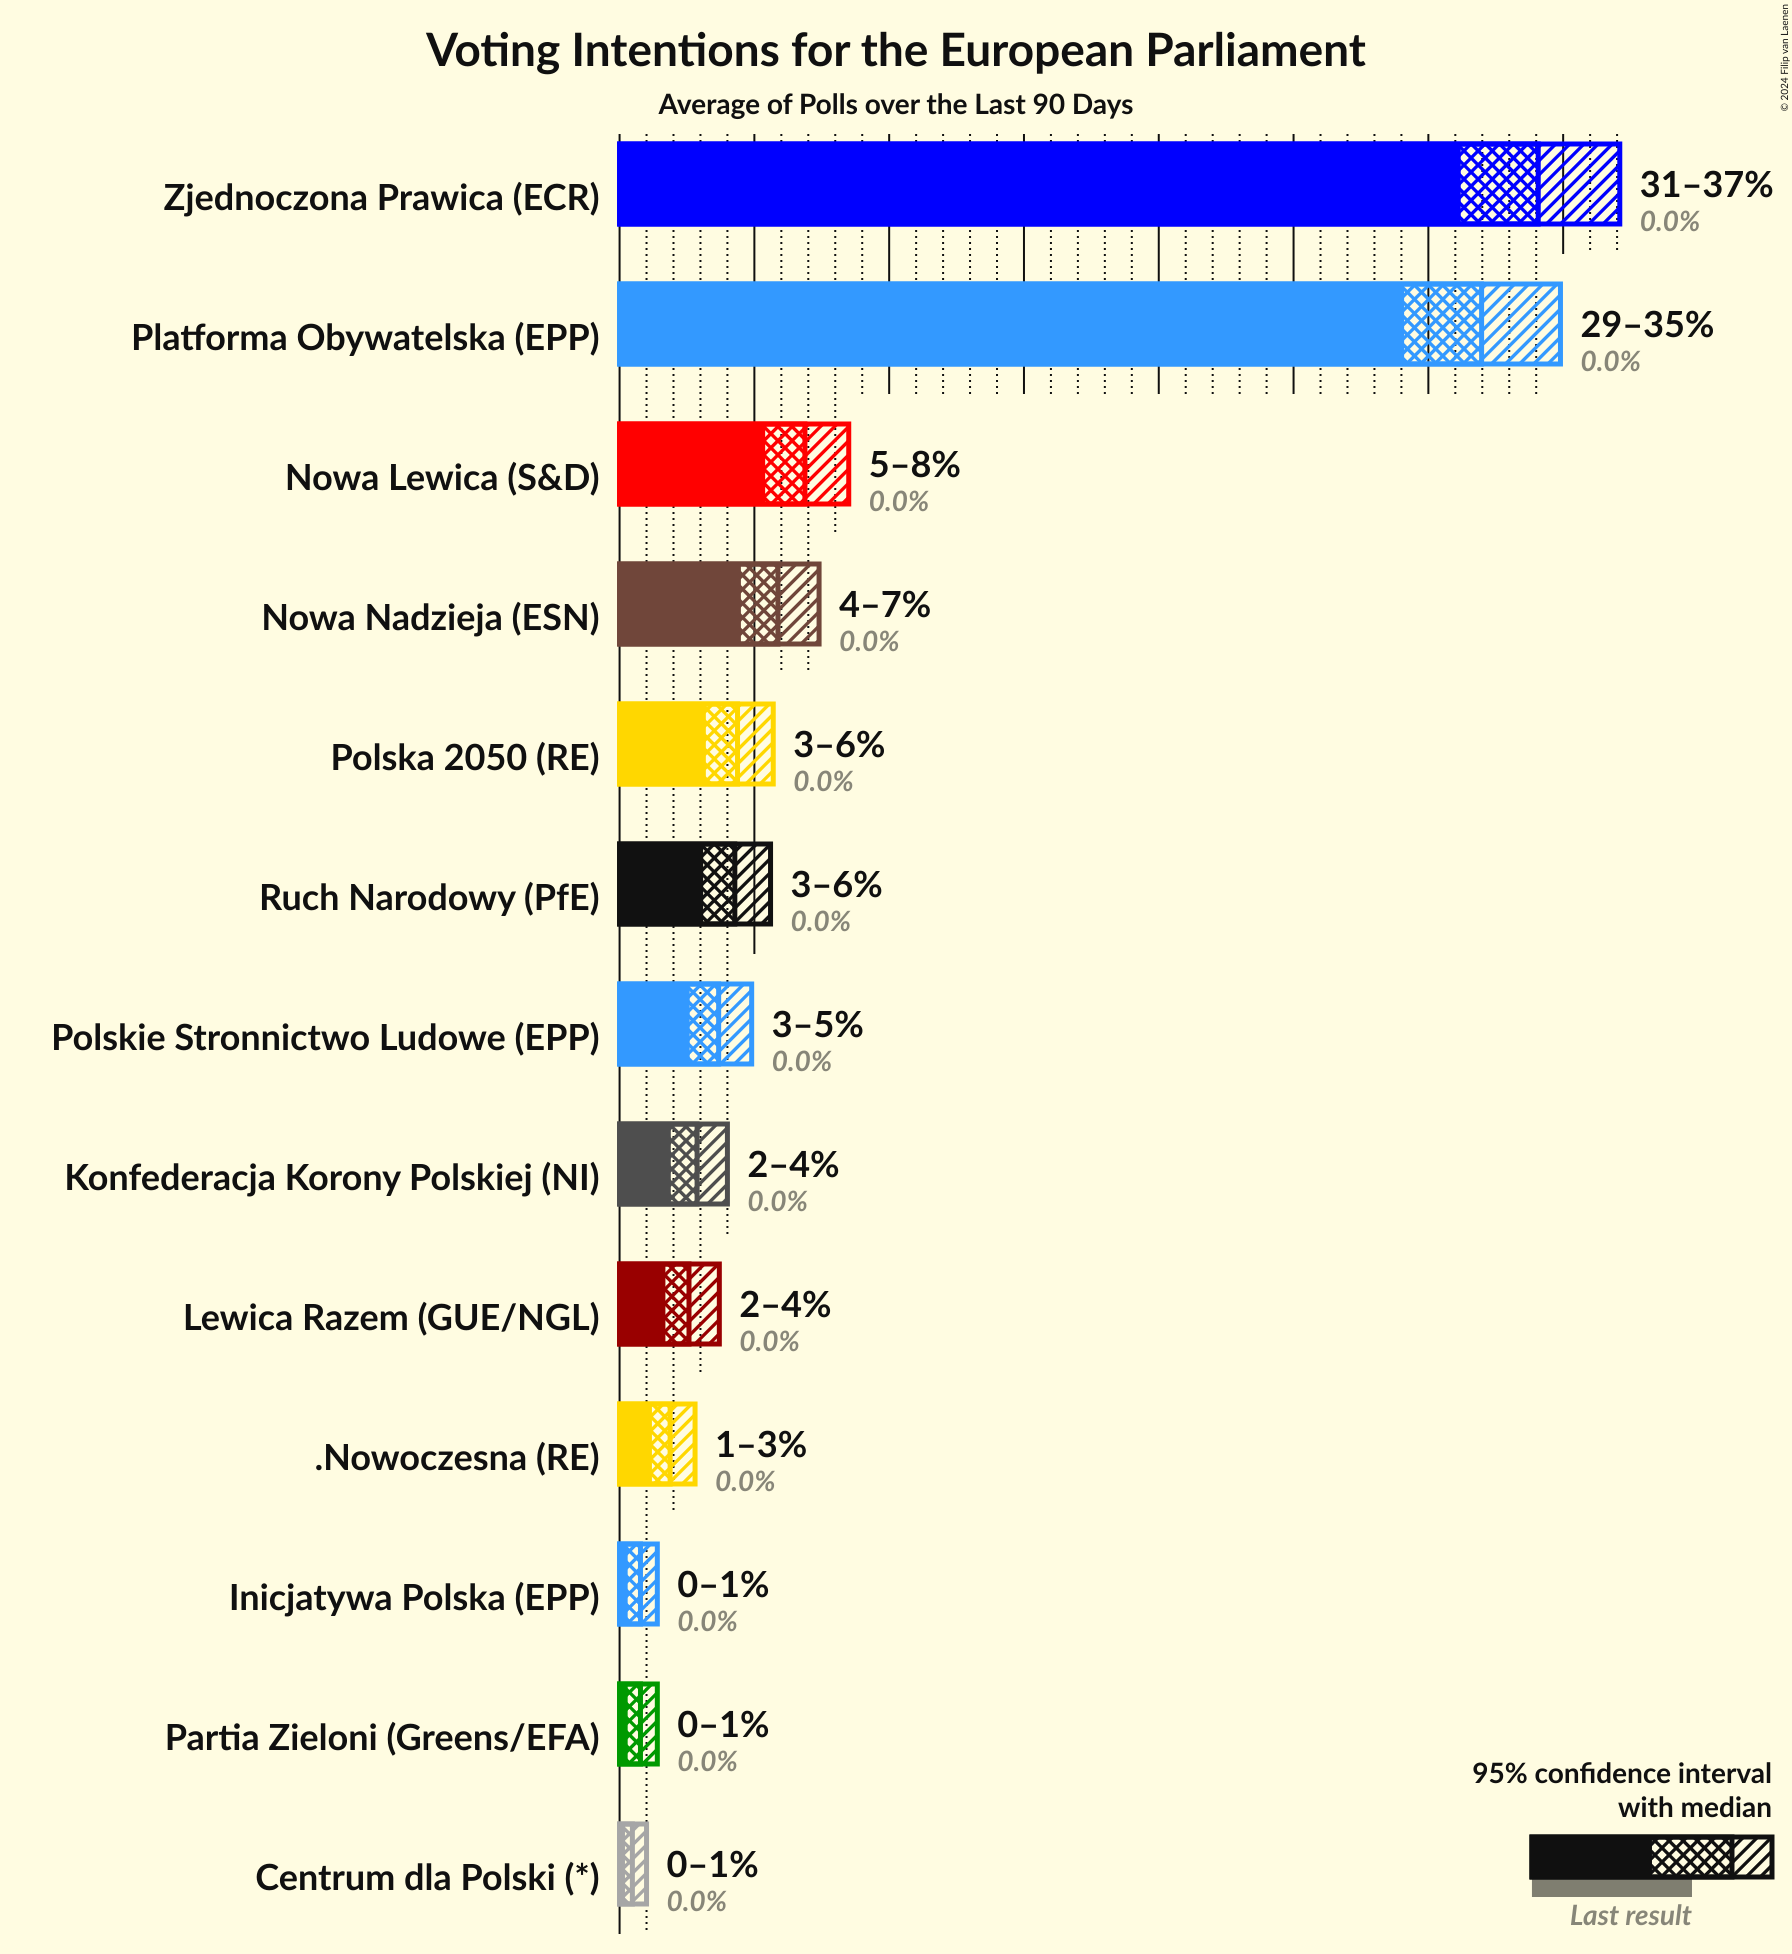 Voting Intentions for the European Parliament
Average of Polls over the Last 90 Days
© 2024 Filip van Laenen
Zjednoczona Prawica (ECR)
31–37%
0.0%
Platforma Obywatelska (EPP)
29–35%
0.0%
Nowa Lewica (S&D)
5–8%
0.0%
Nowa Nadzieja (ESN)
4–7%
0.0%
Polska 2050 (RE)
3–6%
0.0%
Ruch Narodowy (PfE)
3–6%
0.0%
Polskie Stronnictwo Ludowe (EPP)
3–5%
0.0%
Konfederacja Korony Polskiej (NI)
2–4%
0.0%
Lewica Razem (GUE/NGL)
2–4%
0.0%
.Nowoczesna (RE)
1–3%
0.0%
Inicjatywa Polska (EPP)
0–1%
0.0%
Partia Zieloni (Greens/EFA)
0–1%
0.0%
Centrum dla Polski (*)
0–1%
0.0%
95% confidence interval
with median
Last result